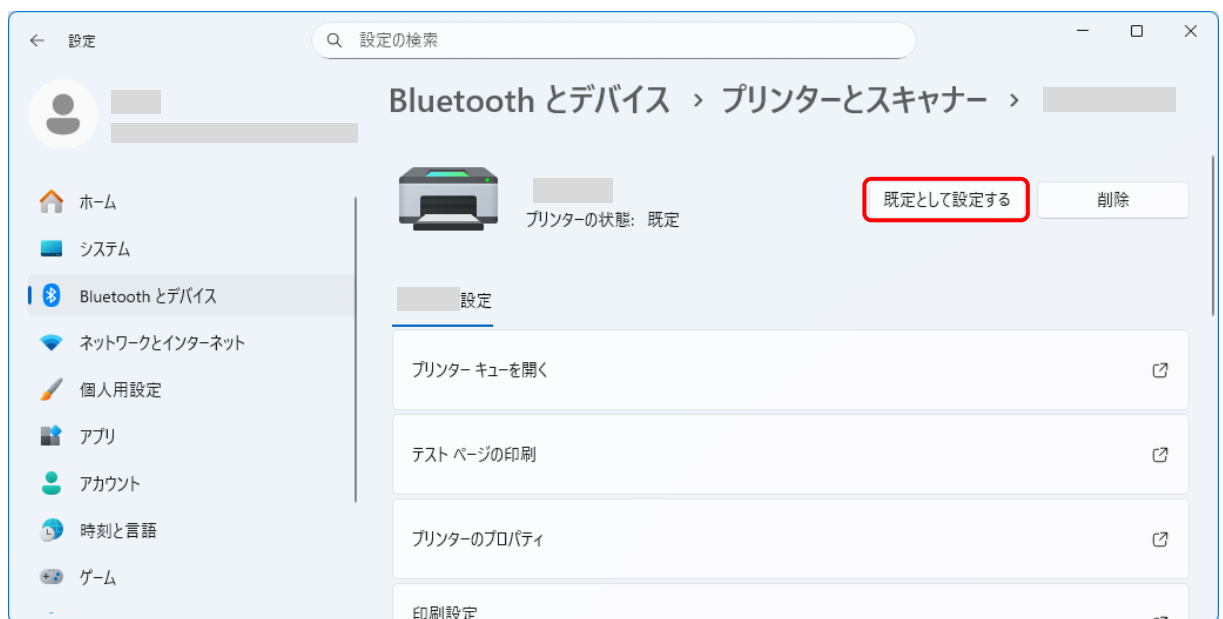 設定
設定の検索
Bluetooth とデバイス › プリンターとスキャナー ›
プリンターの状態: 既定
既定として設定する
削除
ホーム
システム
Bluetooth とデバイス
ネットワークとインターネット
個人用設定
アプリ
アカウント
時刻と言語
ゲーム
設定
プリンター キューを開く
テスト ページの印刷
プリンターのプロパティ
印刷設定